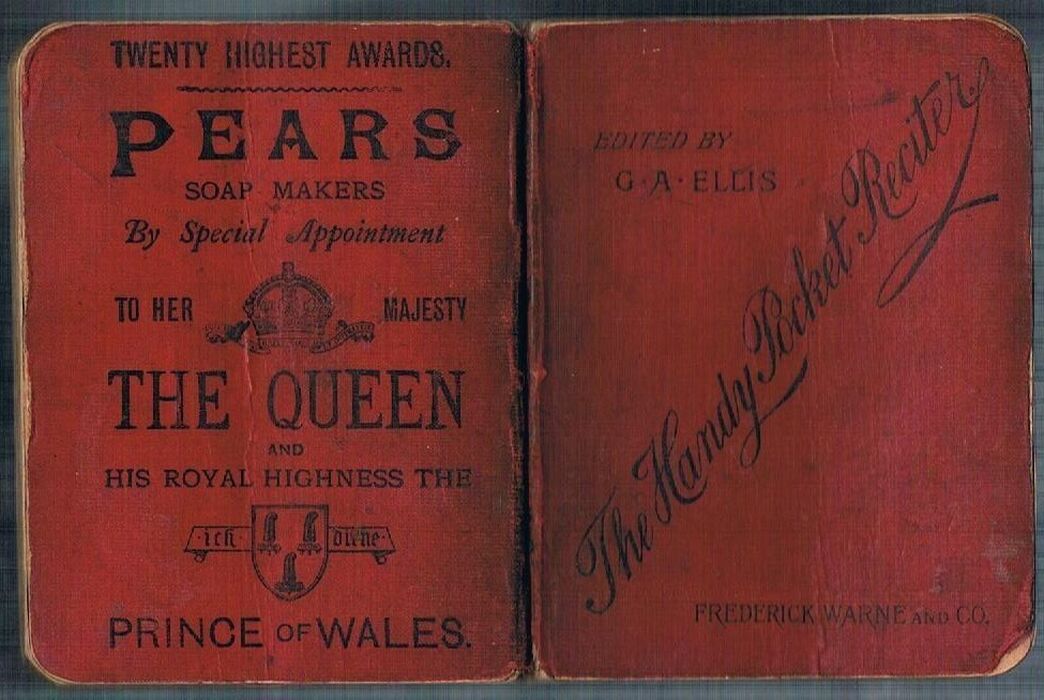 TWENTY HIGHEST AWARDS.
PEARS
SOAP MAKERS
By Special Appointment
TO HER MAJESTY
THE QUEEN
AND
HIS ROYAL HIGHNESS THE
·ich diene·
PRINCE OF WALES.
EDITED BY
G·A·ELLIS
The Handy Pocket Reciter
FREDERICK WARNE AND CO.